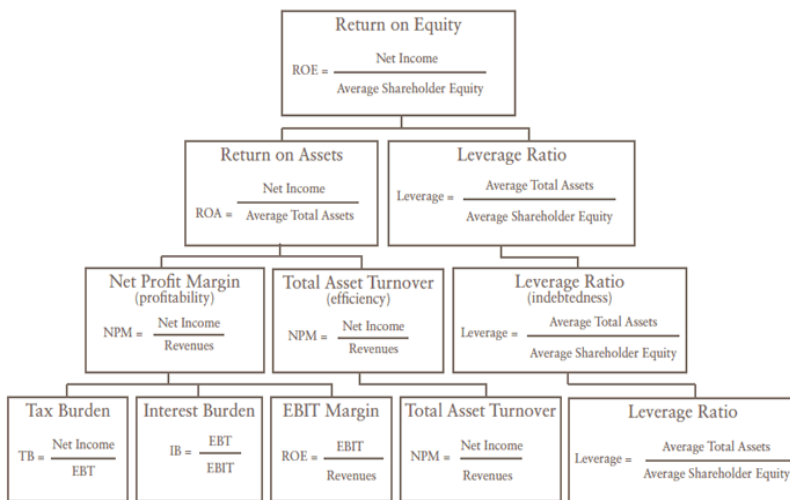 Return on Equity
ROE = Net Income
Average Shareholder Equity
Return on Assets
ROA = Net Income
Average Total Assets
Leverage Ratio
Leverage = Average Total Assets
Average Shareholder Equity
Net Profit Margin
(profitability)
NPM = Net Income
Revenues
Total Asset Turnover
(efficiency)
NPM = Net Income
Revenues
Leverage Ratio
(indebtedness)
Leverage = Average Total Assets
Average Shareholder Equity
Tax Burden
TB = Net Income
EBT
Interest Burden
IB = EBT
EBIT
EBIT Margin
ROE = EBIT
Revenues
Total Asset Turnover
NPM = Net Income
Revenues
Leverage Ratio
Leverage = Average Total Assets
Average Shareholder Equity